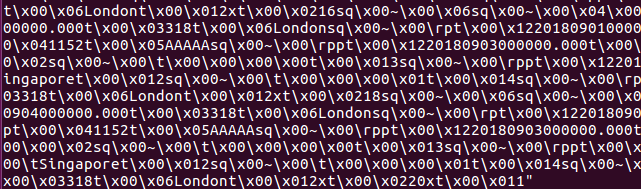 t\x00\x06Londont\x00\x012xt\x00\x0216sq\x00~\x00\x06sq\x00~\x00\x04\x00
00000.000t\x00\x03318t\x00\x06Londonsq\x00~\x00\rpt\x00\x12201809010000
0\x041152t\x00\x05AAAAAsq\x00~\x00\rppt\x00\x1220180903000000.000t\x00\
0\x02sq\x00~\x00\t\x00\x00\x00\x00t\x00\x013sq\x00~\x00\rppt\x00\x12201
ingaporet\x00\x012sq\x00~\x00\t\x00\x00\x00\x01t\x00\x014sq\x00~\x00\rp
03318t\x00\x06Londont\x00\x012xt\x00\x0218sq\x00~\x00\x06sq\x00~\x00\x0
0904000000.000t\x00\x03318t\x00\x06Londonsq\x00~\x00\rpt\x00\x122018090
pt\x00\x041152t\x00\x05AAAAAsq\x00~\x00\rppt\x00\x1220180903000000.000t
00\x00\x02sq\x00~\x00\t\x00\x00\x00\x00t\x00\x013sq\x00~\x00\rppt\x00\x
\x00\tSingaporet\x00\x012sq\x00~\x00\t\x00\x00\x00\x01t\x00\x014sq\x00~\x
x00\x03318t\x00\x06Londont\x00\x012xt\x00\x0220xt\x00\x011"